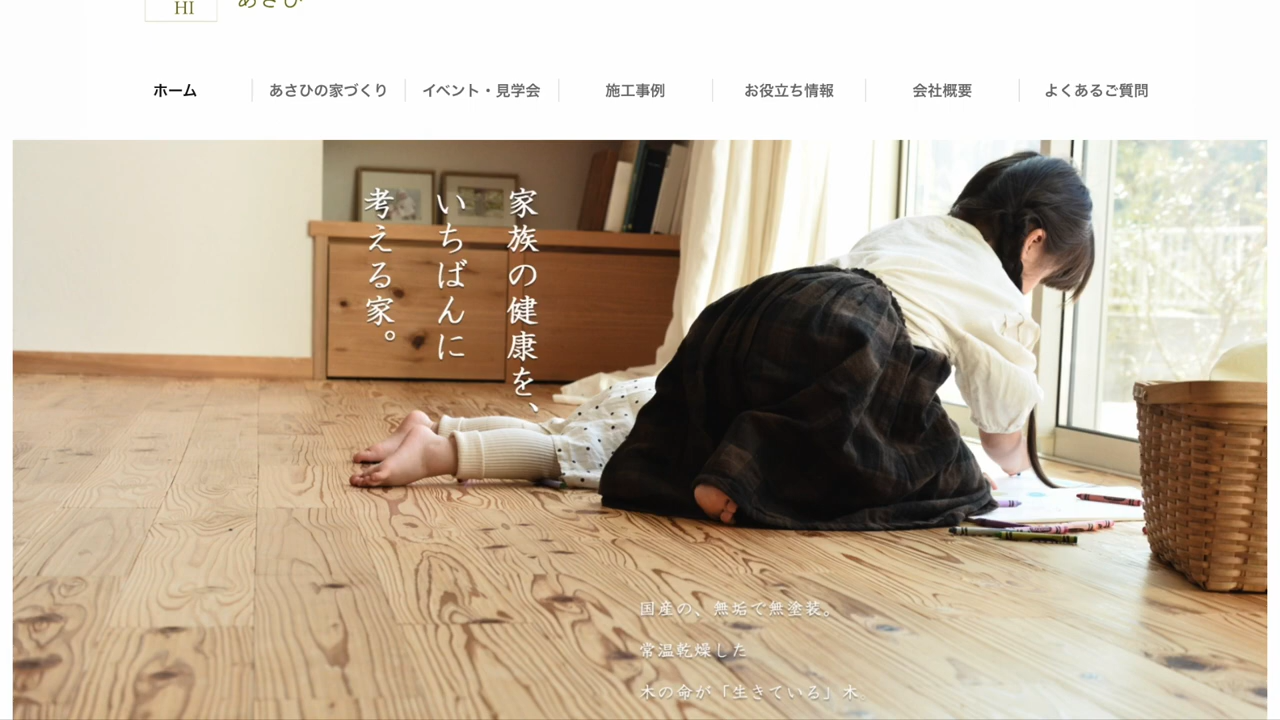 HI
あさひ
ホーム
あさひの家づくり
イベント・見学会
施工事例
お役立ち情報
会社概要
よくあるご質問
家族の健康を、
いちばんに
考える家。
国産の、無垢で無塗装。
常温乾燥した
木の命が「生きている」木。